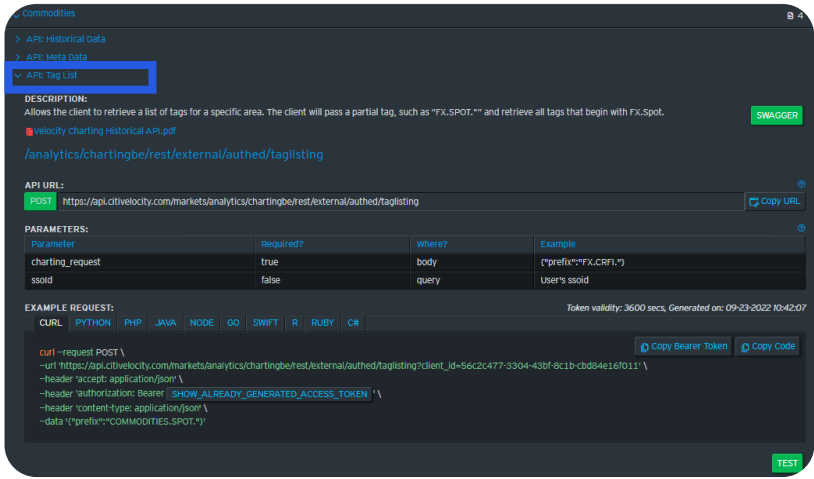 Commodities
4
API: Historical Data
API: Meta Data
API: Tag List
DESCRIPTION:
Allows the client to retrieve a list of tags for a specific area. The client will pass a partial tag, such as "FX.SPOT.*" and retrieve all tags that begin with FX.Spot.
SWAGGER
Velocity Charting Historical API.pdf
/analytics/chartingbe/rest/external/authed/taglisting
API URL:
POST https://api.citivelocity.com/markets/analytics/chartingbe/rest/external/authed/taglisting Copy URL
PARAMETERS:
Parameter Required? Where? Example
charting_request true body {"prefix":"FX.CRFI."}
ssoId false query User's ssoid
EXAMPLE REQUEST: Token validity: 3600 secs, Generated on: 09-23-2022 10:42:07
CURL PYTHON PHP JAVA NODE GO SWIFT R RUBY C#
Copy Bearer Token Copy Code
curl --request POST \
--url 'https://api.citivelocity.com/markets/analytics/chartingbe/rest/external/authed/taglisting?client_id=56c2c477-3304-43bf-8c1b-cbd84e16f011' \
--header 'accept: application/json' \
--header 'authorization: Bearer SHOW_ALREADY_GENERATED_ACCESS_TOKEN ' \
--header 'content-type: application/json' \
--data '{"prefix":"COMMODITIES.SPOT."}'
TEST